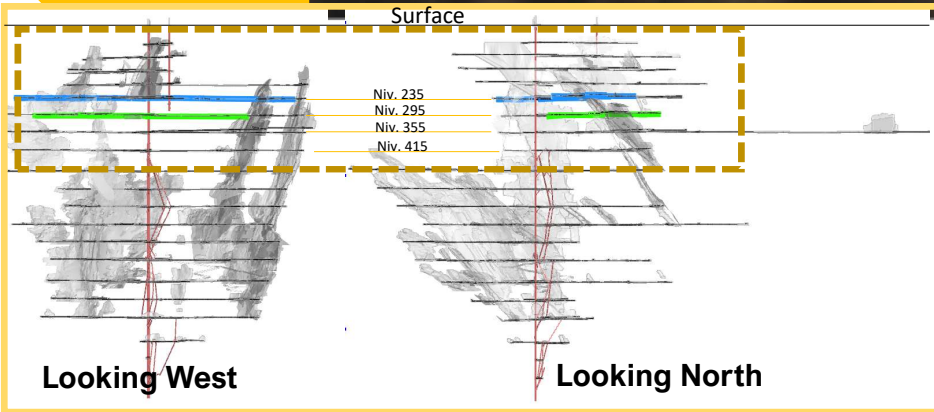 Surface
Niv. 235
Niv. 295
Niv. 355
Niv. 415
Looking West
Looking North